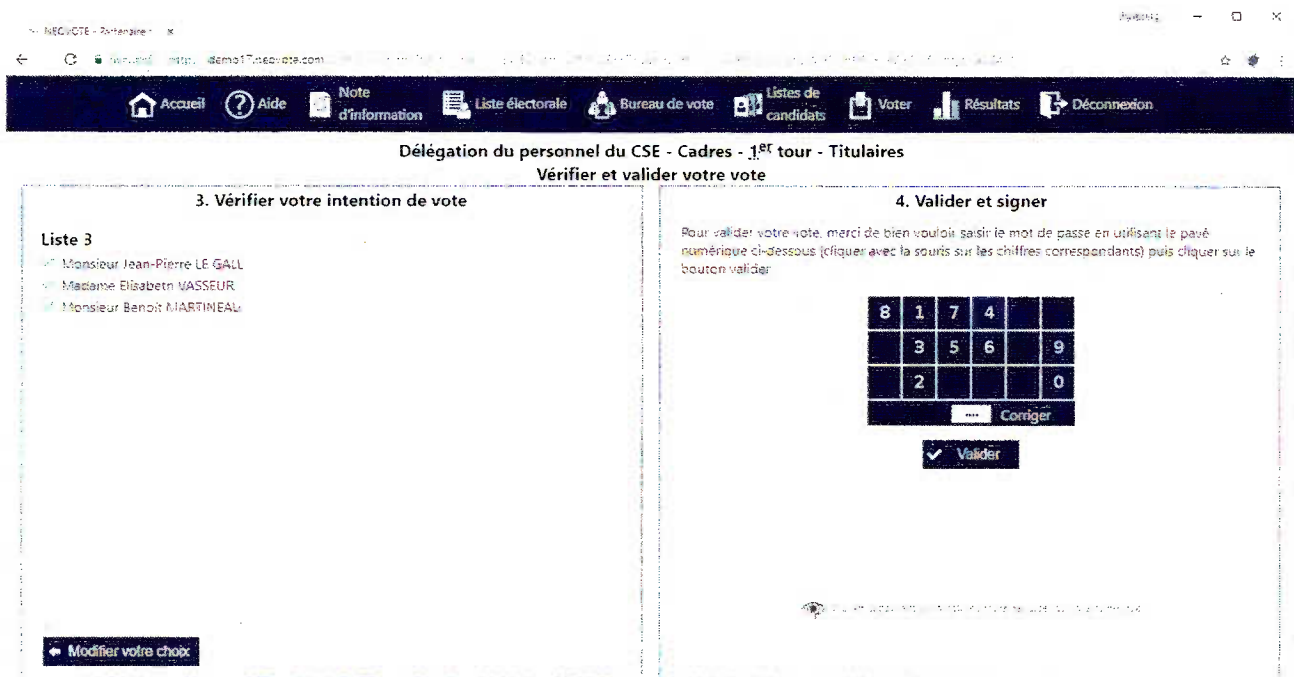 NEOVOTE - Partenaire
demo17.neovote.com
Accueil
Aide
Note
d'information
Liste électorale
Bureau de vote
Listes de
candidats
Voter
Résultats
Déconnexion
Délégation du personnel du CSE - Cadres - 1er tour - Titulaires
Vérifier et valider votre vote
3. Vérifier votre intention de vote
Liste 3
Monsieur Jean-Pierre LE GALL
Madame Elisabeth VASSEUR
Monsieur Benoit MARTINEAU
Modifier votre choix
4. Valider et signer
Pour valider votre vote, merci de bien vouloir saisir le mot de passe en utilisant le pavé
numérique ci-dessous (cliquer avec la souris sur les chiffres correspondants) puis cliquer sur le
bouton valider
8 1 7 4
3 5 6 9
2 0
.... Corriger
Valider